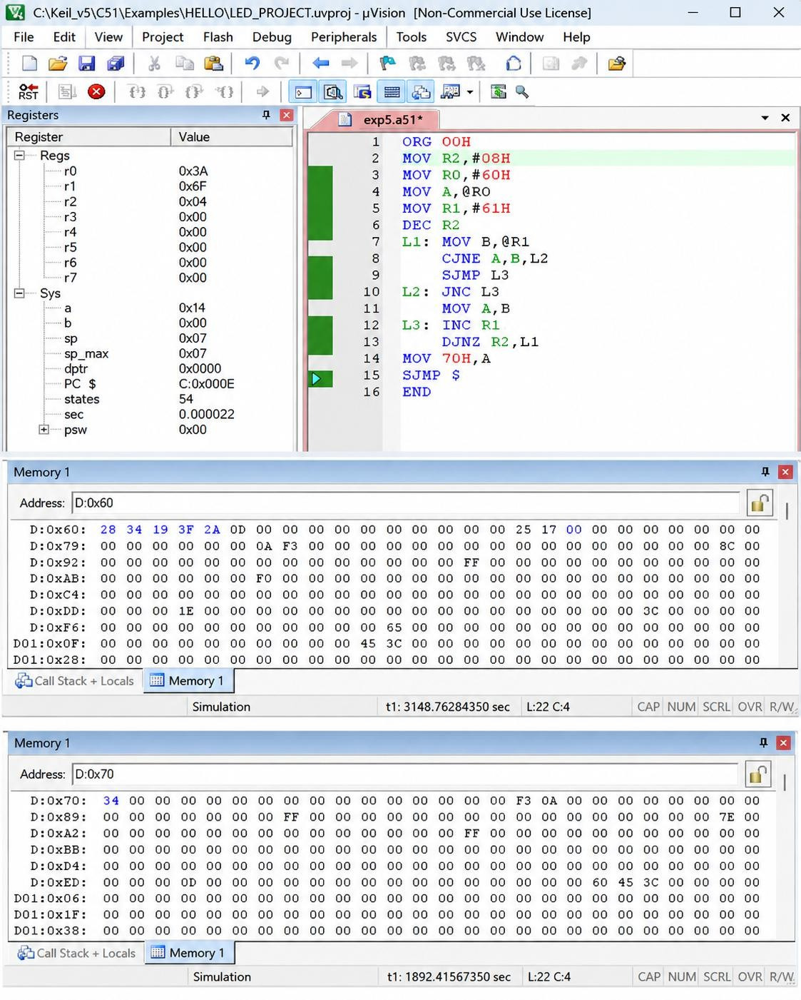 C:\Keil_v5\C51\Examples\HELLO\LED_PROJECT.uvproj - µVision [Non-Commercial Use License]
File Edit View Project Flash Debug Peripherals Tools SVCS Window Help
RST
Registers
Register Value
Regs
r0 0x3A
r1 0x6F
r2 0x04
r3 0x00
r4 0x00
r5 0x00
r6 0x00
r7 0x00
Sys
a 0x14
b 0x00
sp 0x07
sp_max 0x07
dptr 0x0000
PC $ C:0x000E
states 54
sec 0.000022
psw 0x00
exp5.a51*
1 ORG 00H
2 MOV R2,#08H
3 MOV R0,#60H
4 MOV A,@R0
5 MOV R1,#61H
6 DEC R2
7 L1: MOV B,@R1
8 CJNE A,B,L2
9 SJMP L3
10 L2: JNC L3
11 MOV A,B
12 L3: INC R1
13 DJNZ R2,L1
14 MOV 70H,A
15 SJMP $
16 END
Memory 1
Address: D:0x60
D:0x60: 28 34 19 3F 2A 0D 00 00 00 00 00 00 00 00 00 00 25 17 00 00 00 00 00 00 00 00
D:0x79: 00 00 00 00 00 00 0A F3 00 00 00 00 00 00 00 00 00 00 00 00 00 00 00 00 8C 00
D:0x92: 00 00 00 00 00 00 00 00 00 00 00 00 00 00 FF 00 00 00 00 00 00 00 00 00 00 00
D:0xAB: 00 00 00 00 00 00 F0 00 00 00 00 00 00 00 00 00 00 00 00 00 00 00 00 00 00 00
D:0xC4: 00 00 00 00 00 00 00 00 00 00 00 00 00 00 00 00 00 00 00 00 00 00 00 00 00 00
D:0xDD: 00 00 00 1E 00 00 00 00 00 00 00 00 00 00 00 00 00 00 00 00 00 3C 00 00 00 00
D:0xF6: 00 00 00 00 00 00 00 00 00 00 00 65 00 00 00 00 00 00 00 00 00 00 00 00 00 00
D01:0x0F: 00 00 00 00 00 00 00 00 00 00 45 3C 00 00 00 00 00 00 00 00 00 00 00 00 00 00
D01:0x28: 00 00 00 00 00 00 00 00 00 00 00 00 00 00 00 00 00 00 00 00 00 00 00 00 00 00
Call Stack + Locals Memory 1
Simulation t1: 3148.76284350 sec L:22 C:4 CAP NUM SCRL OVR R/W
Memory 1
Address: D:0x70
D:0x70: 34 00 00 00 00 00 00 00 00 00 00 00 00 00 00 00 F3 0A 00 00 00 00 00 00 00 00
D:0x89: 00 00 00 00 00 00 00 FF 00 00 00 00 00 00 00 00 00 00 00 00 00 00 00 00 7E 00
D:0xA2: 00 00 00 00 00 00 00 00 00 00 00 00 00 00 FF 00 00 00 00 00 00 00 00 00 00 00
D:0xBB: 00 00 00 00 00 00 00 00 00 00 00 00 00 00 00 00 00 00 00 00 00 00 00 00 00 00
D:0xD4: 00 00 00 00 00 00 00 00 00 00 00 00 00 00 00 00 00 00 00 00 00 00 00 00 00 00
D:0xED: 00 00 00 0D 00 00 00 00 00 00 00 00 00 00 00 00 00 00 00 60 45 3C 00 00 00 00
D01:0x06: 00 00 00 00 00 00 00 00 00 00 00 00 00 00 00 00 00 00 00 00 00 00 00 00 00 00
D01:0x1F: 00 00 00 00 00 00 00 00 00 00 00 00 00 00 00 00 00 00 00 00 00 00 00 00 00 00
D01:0x38: 00 00 00 00 00 00 00 00 00 00 00 00 00 00 00 00 00 00 00 00 00 00 00 00 00 00
Call Stack + Locals Memory 1
Simulation t1: 1892.41567350 sec L:22 C:4 CAP NUM SCRL OVR R/W